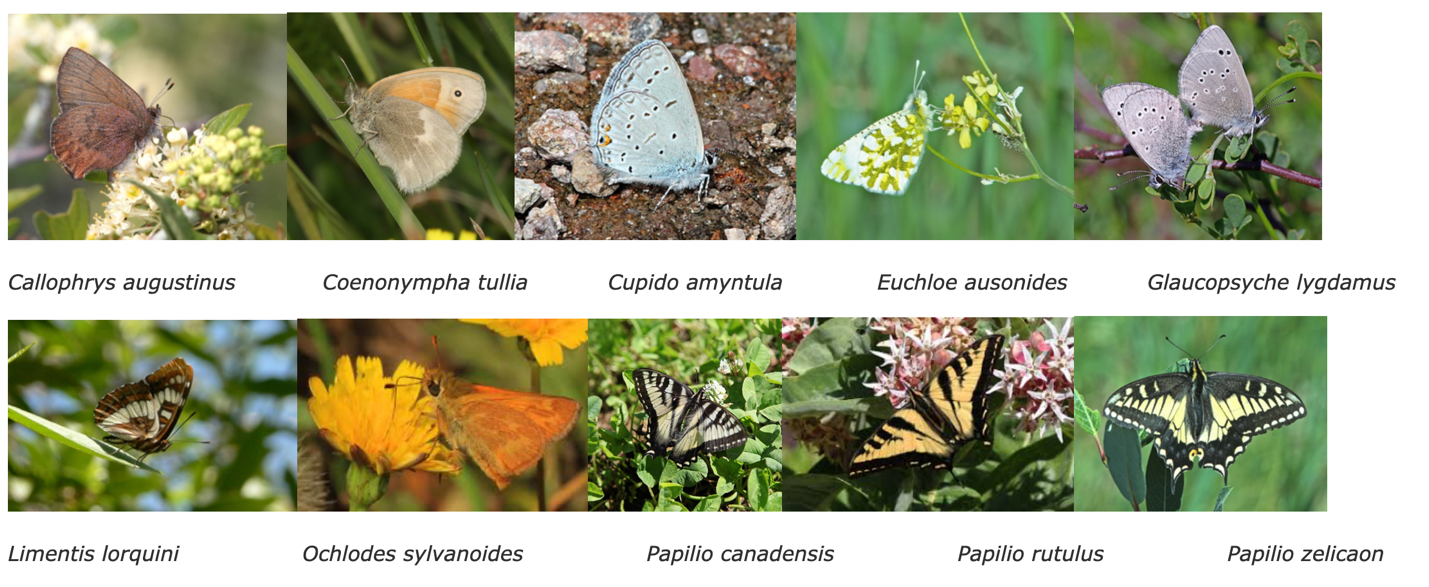 Callophrys augustinus Coenonympha tullia Cupido amyntula Euchloe ausonides Glaucopsyche lygdamus
Limentis lorquini Ochlodes sylvanoides Papilio canadensis Papilio rutulus Papilio zelicaon